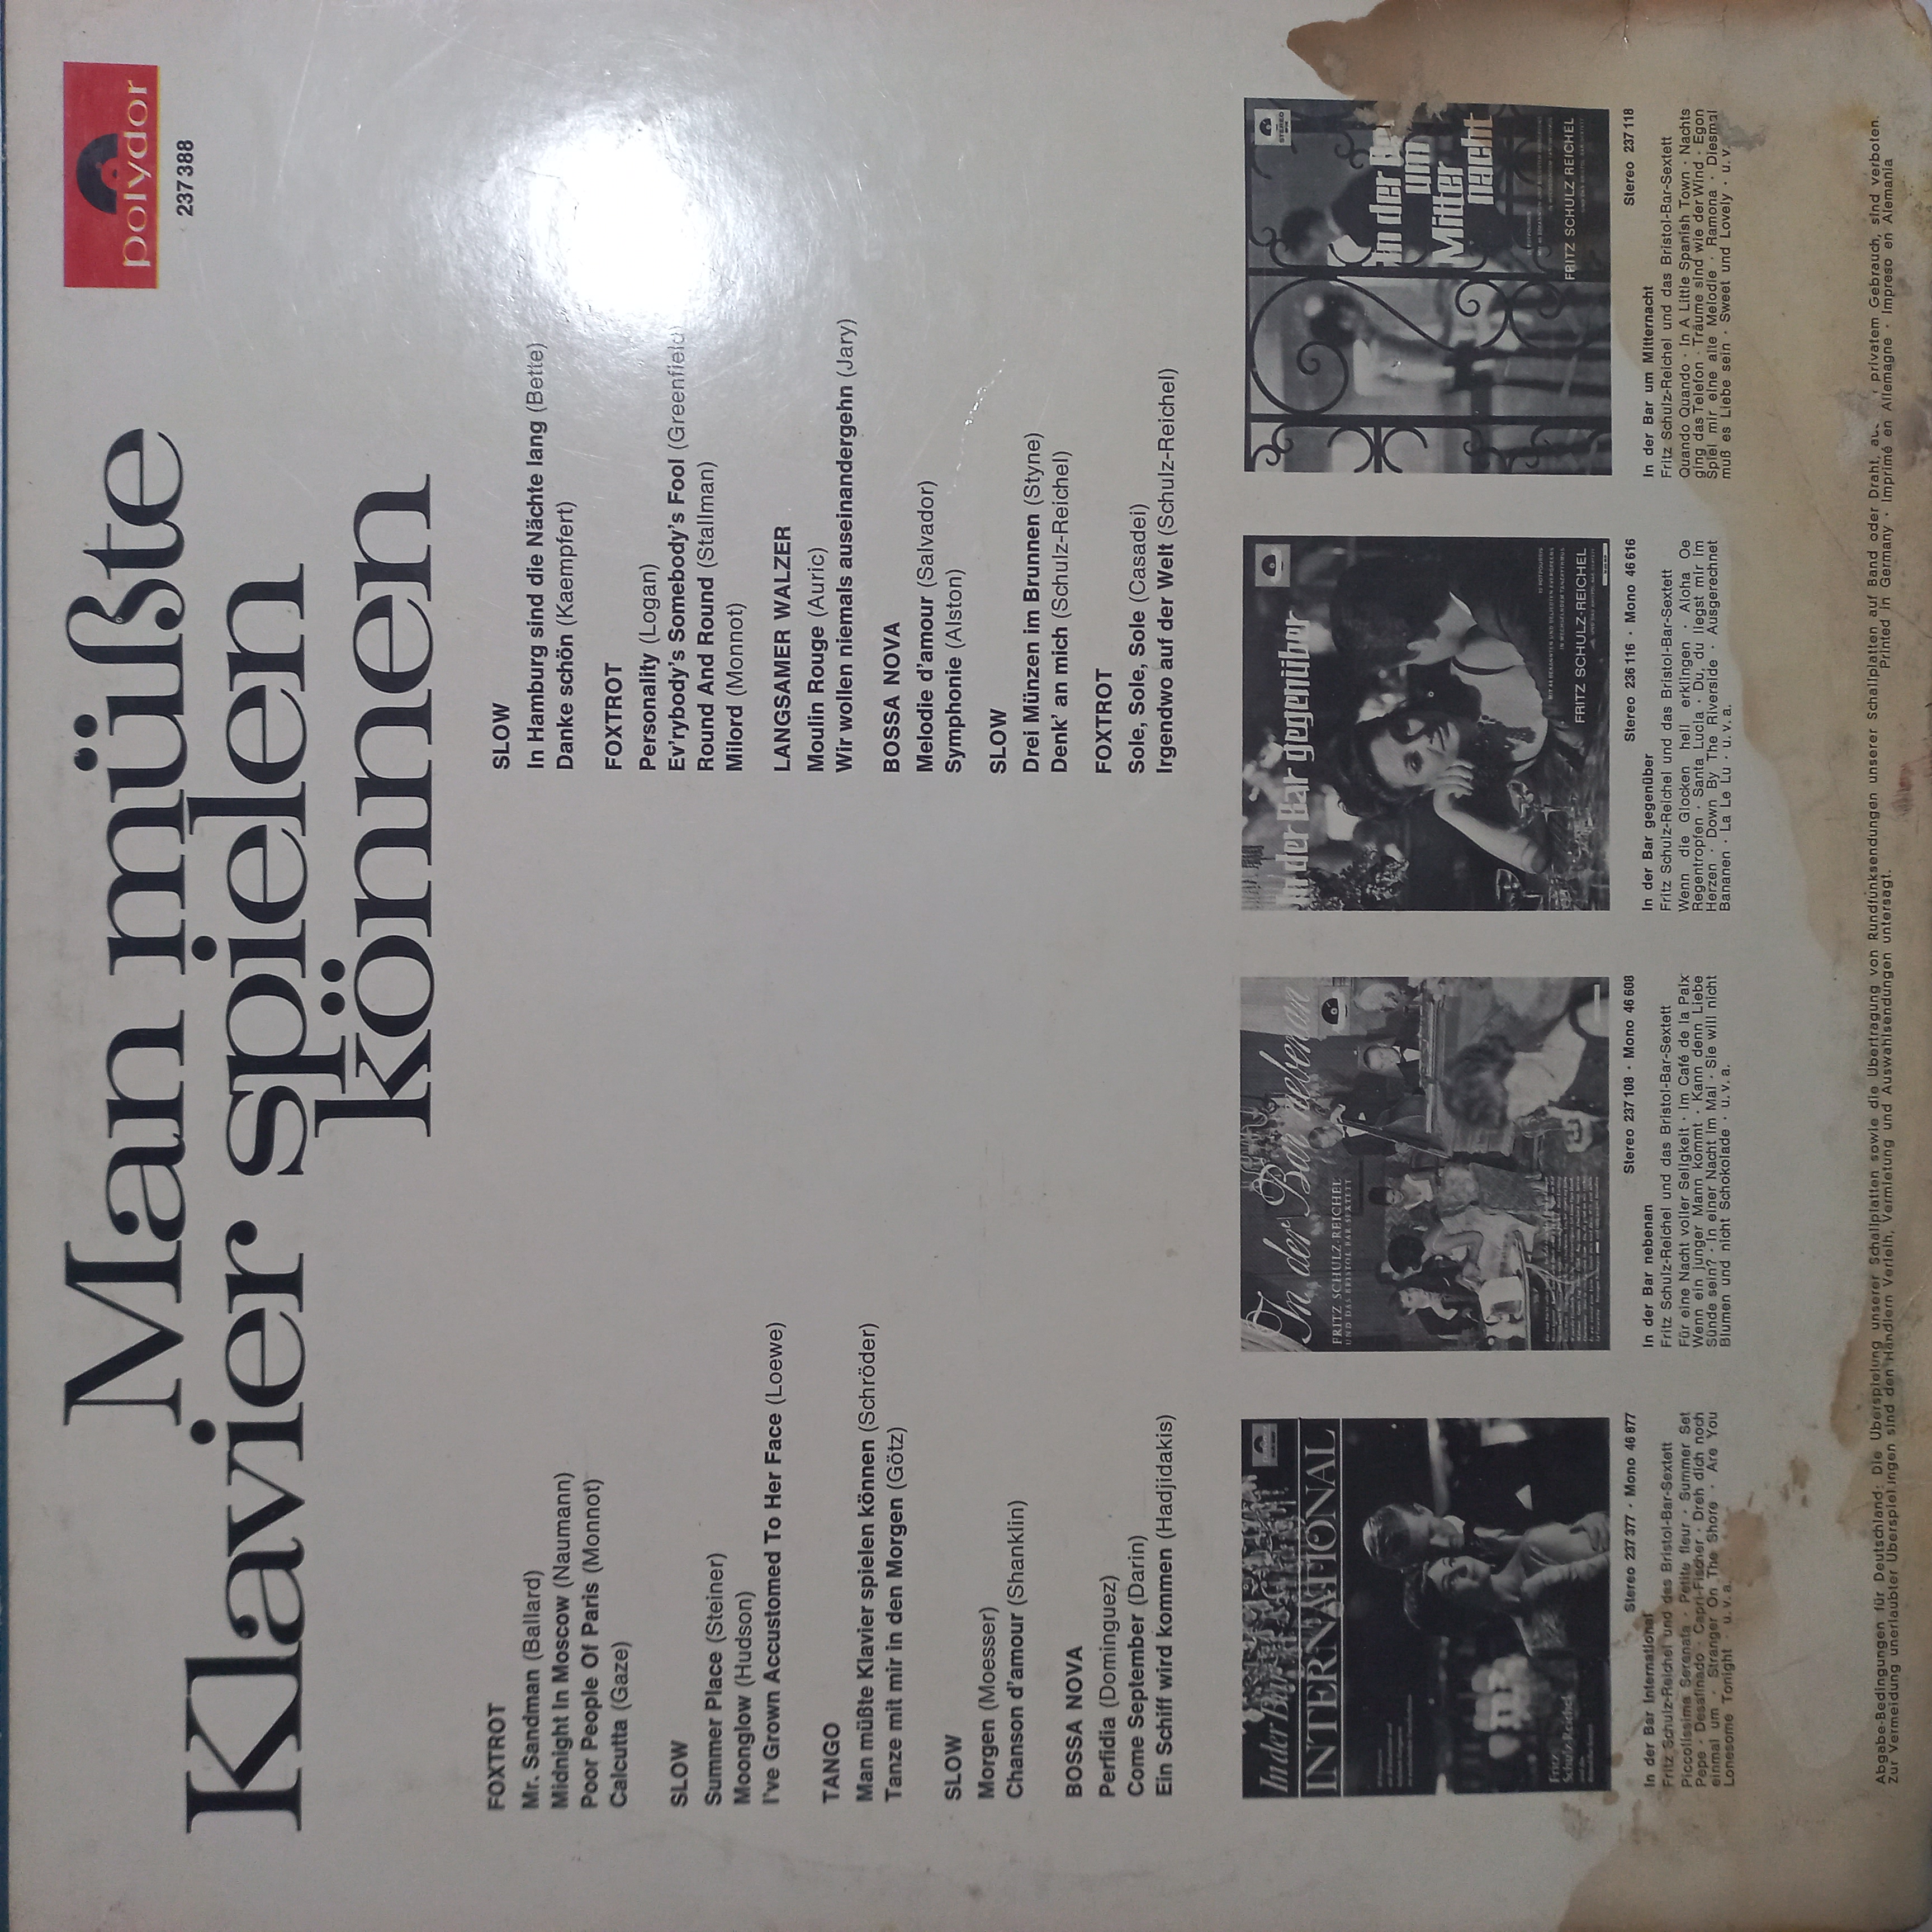 polydor
237 388
Man müßte
Klavier spielen
können
FOXTROT
Mr. Sandman (Ballard)
Midnight In Moscow (Naumann)
Poor People Of Paris (Monnot)
Calcutta (Gaze)
SLOW
Summer Place (Steiner)
Moonglow (Hudson)
I've Grown Accustomed To Her Face (Loewe)
TANGO
Man müßte Klavier spielen können (Schröder)
Tanze mit mir in den Morgen (Götz)
SLOW
Morgen (Moesser)
Chanson d'amour (Shanklin)
BOSSA NOVA
Perfidia (Dominguez)
Come September (Darin)
Ein Schiff wird kommen (Hadjidakis)
SLOW
In Hamburg sind die Nächte lang (Bette)
Danke schön (Kaempfert)
FOXTROT
Personality (Logan)
Ev'rybody's Somebody's Fool (Greenfield)
Round And Round (Stallman)
Milord (Monnot)
LANGSAMER WALZER
Moulin Rouge (Auric)
Wir wollen niemals auseinandergehn (Jary)
BOSSA NOVA
Melodie d'amour (Salvador)
Symphonie (Alston)
SLOW
Drei Münzen im Brunnen (Styne)
Denk' an mich (Schulz-Reichel)
FOXTROT
Sole, Sole, Sole (Casadei)
Irgendwo auf der Welt (Schulz-Reichel)
In der Bar
INTERNATIONAL
Fritz
Schulz-Reichel
Stereo 237 377 · Mono 46 877
In der Bar International
Fritz Schulz-Reichel und das Bristol-Bar-Sextett
Piccolissima Serenata · Petite fleur · Summer Set
Pepe · Desafinado · Capri-Fischer · Dreh dich noch
einmal um · Stranger On The Shore · Are You
Lonesome Tonight · u. v. a.
In der Bar nebenan
FRITZ SCHULZ-REICHEL
UND DAS BRISTOL-BAR-SEXTETT
Stereo 237 108 · Mono 46 608
In der Bar nebenan
Fritz Schulz-Reichel und das Bristol-Bar-Sextett
Für eine Nacht voller Seligkeit · Im Café de la Paix
Wenn ein junger Mann kommt · Kann denn Liebe
Sünde sein? · In einer Nacht im Mai · Sie will nicht
Blumen und nicht Schokolade · u. v. a.
In der Bar gegenüber
FRITZ SCHULZ-REICHEL
Stereo 236 116 · Mono 46 616
In der Bar gegenüber
Fritz Schulz-Reichel und das Bristol-Bar-Sextett
Wenn die Glocken hell erklingen · Aloha Oe
Regentropfen · Santa Lucia · Du, du liegst mir im
Herzen · Down By The Riverside · Ausgerechnet
Bananen · La Le Lu · u. v. a.
STEREO
in der
um
Mitter
nacht
FRITZ SCHULZ REICHEL
Stereo 237 118
In der Bar um Mitternacht
Fritz Schulz-Reichel und das Bristol-Bar-Sextett
Quando Quando · In A Little Spanish Town · Nachts
ging das Telefon · Träume sind wie der Wind · Egon
Spiel mir eine alte Melodie · Ramona · Diesmal
muß es Liebe sein · Sweet and Lovely · u. v.
Abgabe-Bedingungen für Deutschland: Die Überspielung unserer Schallplatten sowie die Übertragung von Rundfunksendungen unserer Schallplatten auf Band oder Draht, privatem Gebrauch, sind verboten.
Zur Vermeidung unerlaubter Überspielungen sind den Händlern Verleih, Vermietung und Auswahlsendungen untersagt.
Printed in Germany · Imprimé en Allemagne · Impreso en Alemania